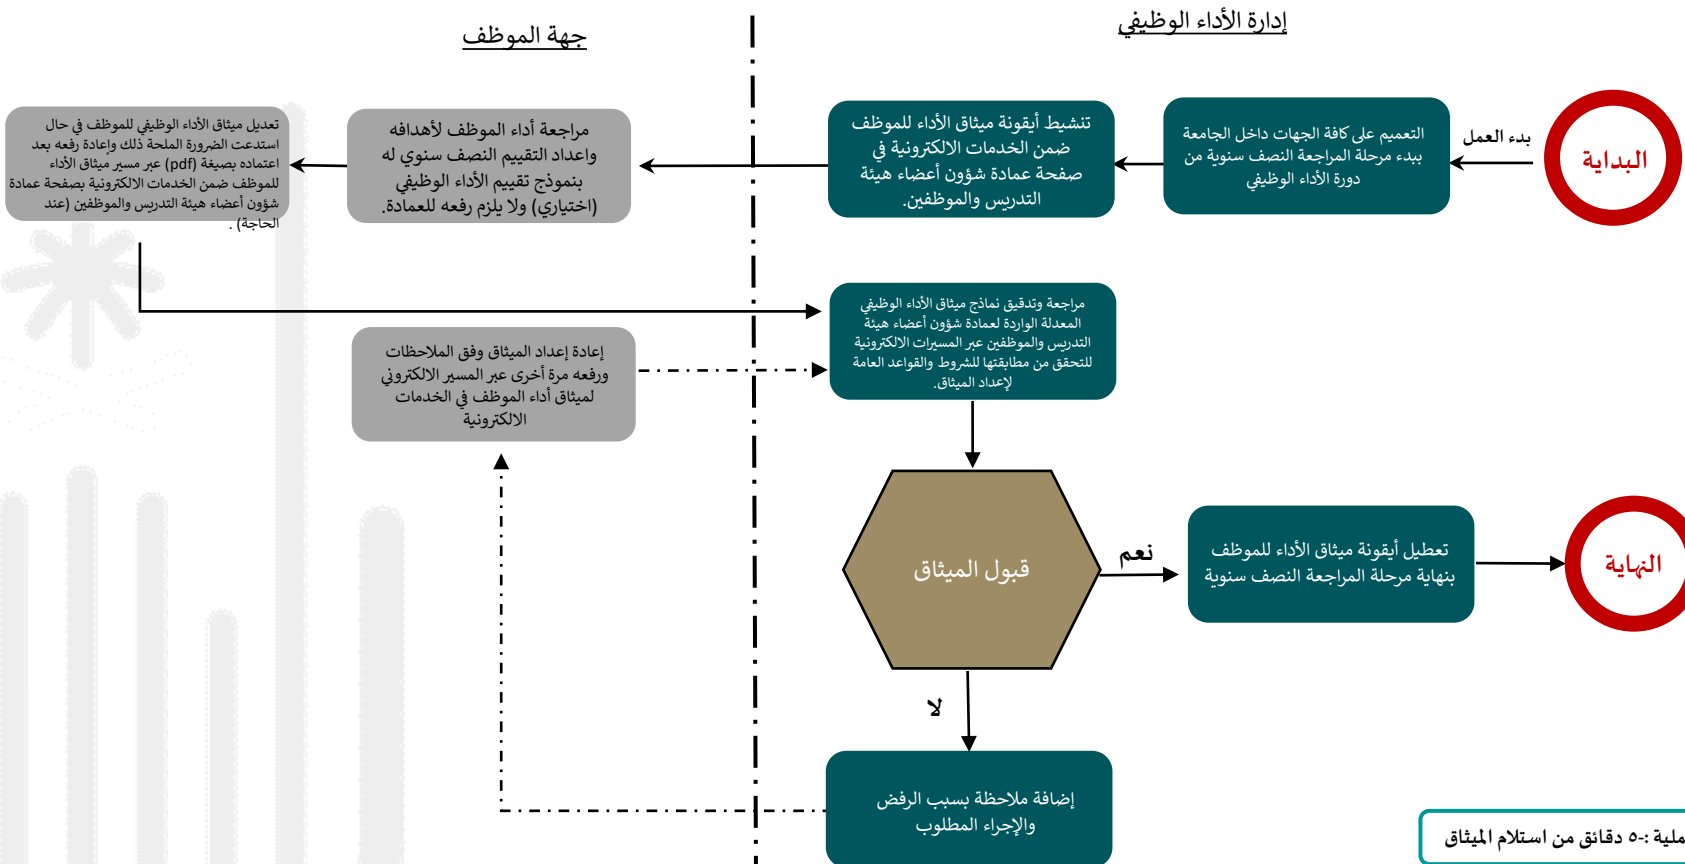 إدارة الأداء الوظيفي
جهة الموظف
البداية
بدء العمل
التعميم على كافة الجهات داخل الجامعة
ببدء مرحلة المراجعة النصف سنوية من
دورة الأداء الوظيفي
تنشيط أيقونة ميثاق الأداء للموظف
ضمن الخدمات الالكترونية في
صفحة عمادة شؤون أعضاء هيئة
التدريس والموظفين.
مراجعة أداء الموظف لأهدافه
واعداد التقييم النصف سنوي له
بنموذج تقييم الأداء الوظيفي
(اختياري) ولا يلزم رفعه للعمادة.
تعديل ميثاق الأداء الوظيفي للموظف في حال
استدعت الضرورة الملحة ذلك وإعادة رفعه بعد
اعتماده بصيغة (pdf) عبر مسير ميثاق الأداء
للموظف ضمن الخدمات الالكترونية بصفحة عمادة
شؤون أعضاء هيئة التدريس والموظفين (عند
الحاجة) .
مراجعة وتدقيق نماذج ميثاق الأداء الوظيفي
المعدلة الواردة لعمادة شؤون أعضاء هيئة
التدريس والموظفين عبر المسيرات الالكترونية
للتحقق من مطابقتها للشروط والقواعد العامة
لإعداد الميثاق.
إعادة إعداد الميثاق وفق الملاحظات
ورفعه مرة أخرى عبر المسير الالكتروني
لميثاق أداء الموظف في الخدمات
الالكترونية
قبول الميثاق
نعم
تعطيل أيقونة ميثاق الأداء للموظف
بنهاية مرحلة المراجعة النصف سنوية
النهاية
لا
إضافة ملاحظة بسبب الرفض
والإجراء المطلوب
ملية :-٥ دقائق من استلام الميثاق